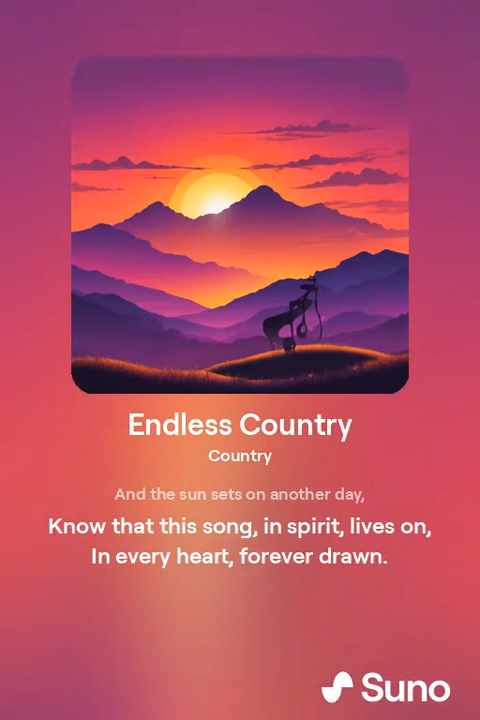 Endless Country
Country
And the sun sets on another day,
Know that this song, in spirit, lives on,
In every heart, forever drawn.
Suno